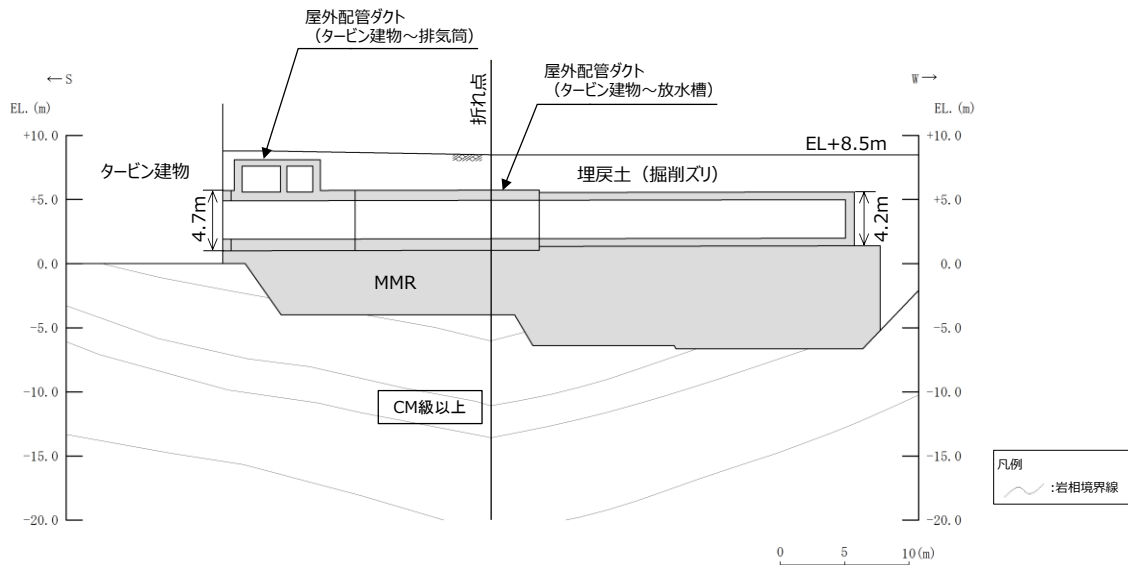 屋外配管ダクト
（タービン建物～排気筒）
←S
折れ点
屋外配管ダクト
（タービン建物～放水槽）
W→
EL. (m)
EL. (m)
+10.0
+10.0
EL+8.5m
タービン建物
埋戻土（掘削ズリ）
+5.0
+5.0
4.7m
4.2m
0.0
0.0
MMR
-5.0
-5.0
-10.0
-10.0
CM級以上
-15.0
-15.0
凡例
:岩相境界線
-20.0
-20.0
0 5 10(m)